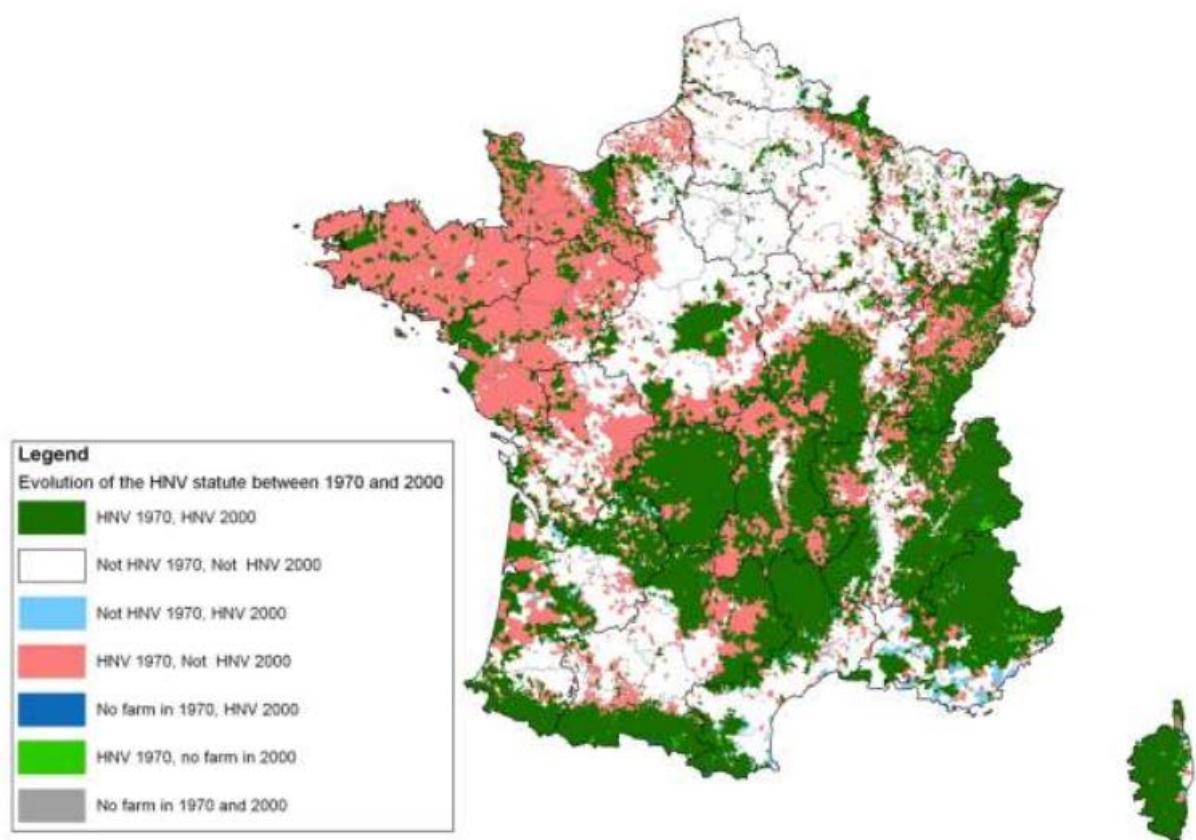 Legend
Evolution of the HNV statute between 1970 and 2000
HNV 1970, HNV 2000
Not HNV 1970, Not HNV 2000
Not HNV 1970, HNV 2000
HNV 1970, Not HNV 2000
No farm in 1970, HNV 2000
HNV 1970, no farm in 2000
No farm in 1970 and 2000